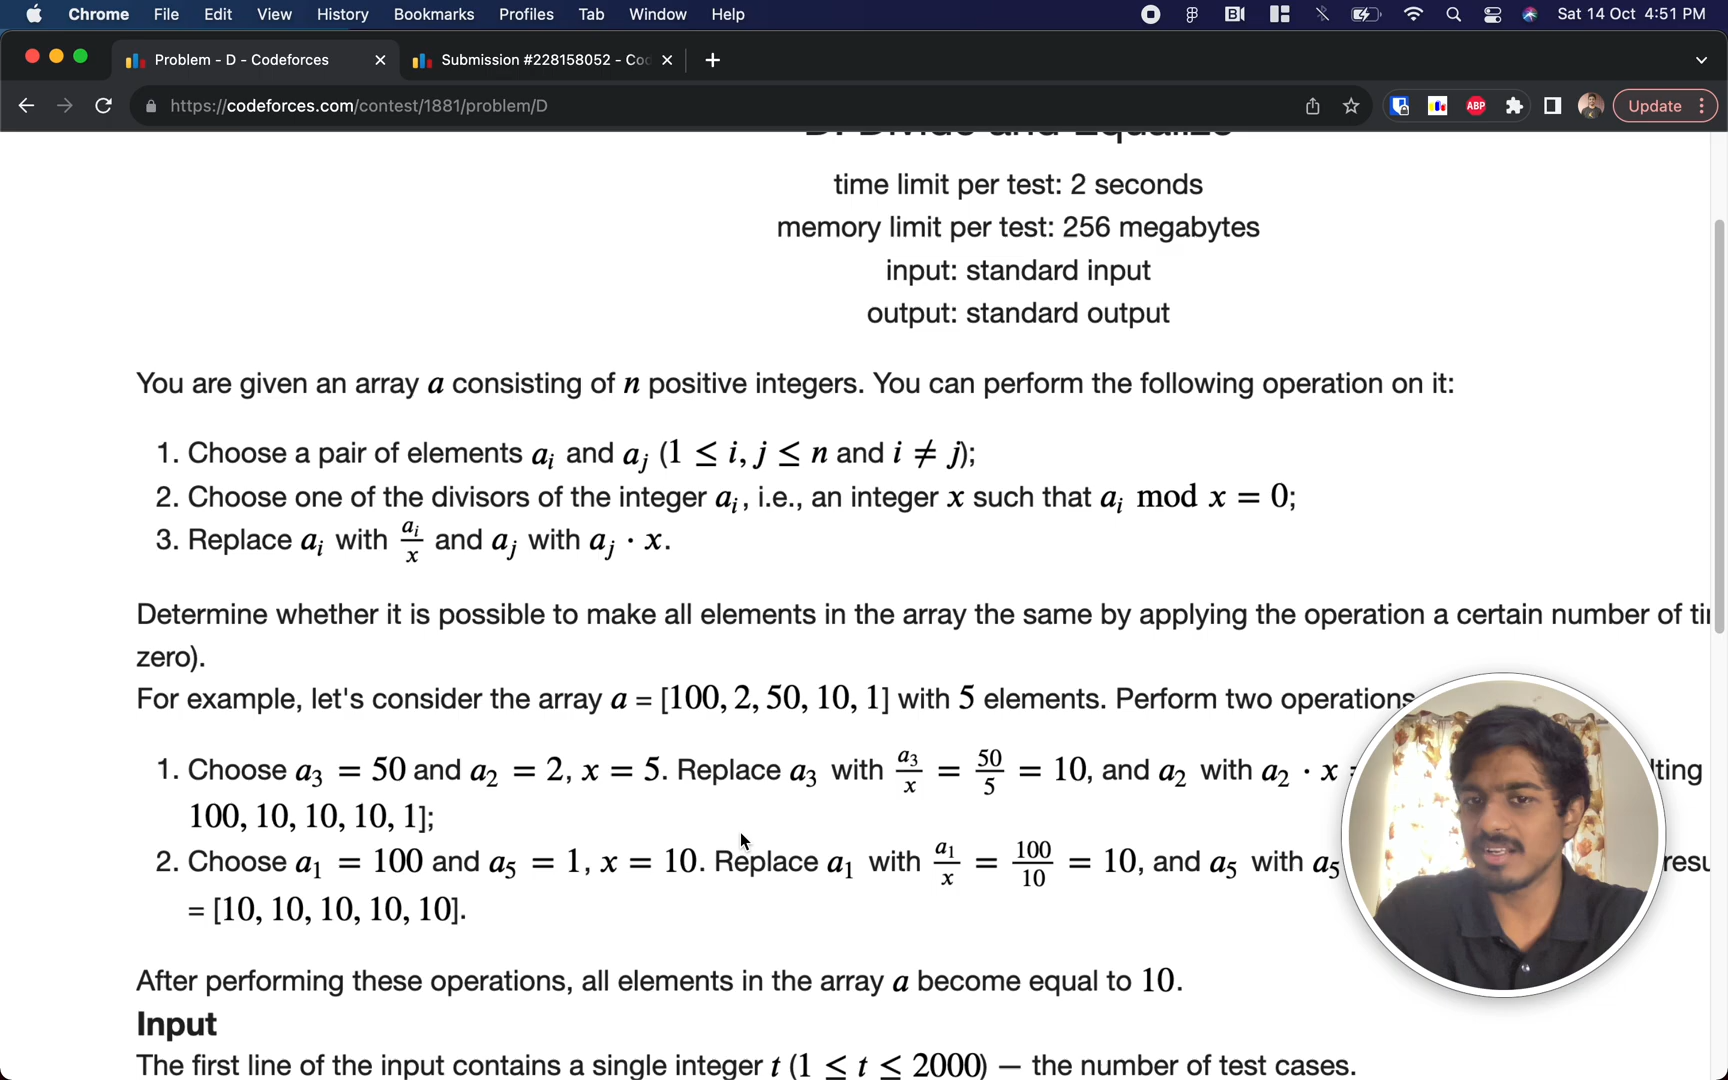 Chrome File Edit View History Bookmarks Profiles Tab Window Help Sat 14 Oct 4:51 PM
Problem - D - Codeforces Submission #228158052 - Co
https://codeforces.com/contest/1881/problem/D ABP Update
D. Divide and Equalize
time limit per test: 2 seconds
memory limit per test: 256 megabytes
input: standard input
output: standard output
You are given an array a consisting of n positive integers. You can perform the following operation on it:
1. Choose a pair of elements a_i and a_j (1 ≤ i, j ≤ n and i ≠ j);
2. Choose one of the divisors of the integer a_i, i.e., an integer x such that a_i mod x = 0;
3. Replace a_i with a_i/x and a_j with a_j · x.
Determine whether it is possible to make all elements in the array the same by applying the operation a certain number of ti
zero).
For example, let's consider the array a = [100, 2, 50, 10, 1] with 5 elements. Perform two operations
1. Choose a_3 = 50 and a_2 = 2, x = 5. Replace a_3 with a_3/x = 50/5 = 10, and a_2 with a_2 · x = lting
100, 10, 10, 10, 1];
2. Choose a_1 = 100 and a_5 = 1, x = 10. Replace a_1 with a_1/x = 100/10 = 10, and a_5 with a_5 resu
= [10, 10, 10, 10, 10].
After performing these operations, all elements in the array a become equal to 10.
Input
The first line of the input contains a single integer t (1 ≤ t ≤ 2000) — the number of test cases.